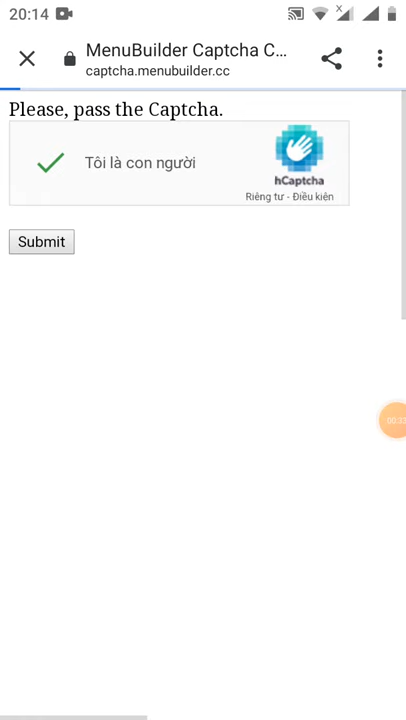 20:14
MenuBuilder Captcha C...
captcha.menubuilder.cc
Please, pass the Captcha.
Tôi là con người
hCaptcha
Riêng tư - Điều kiện
Submit